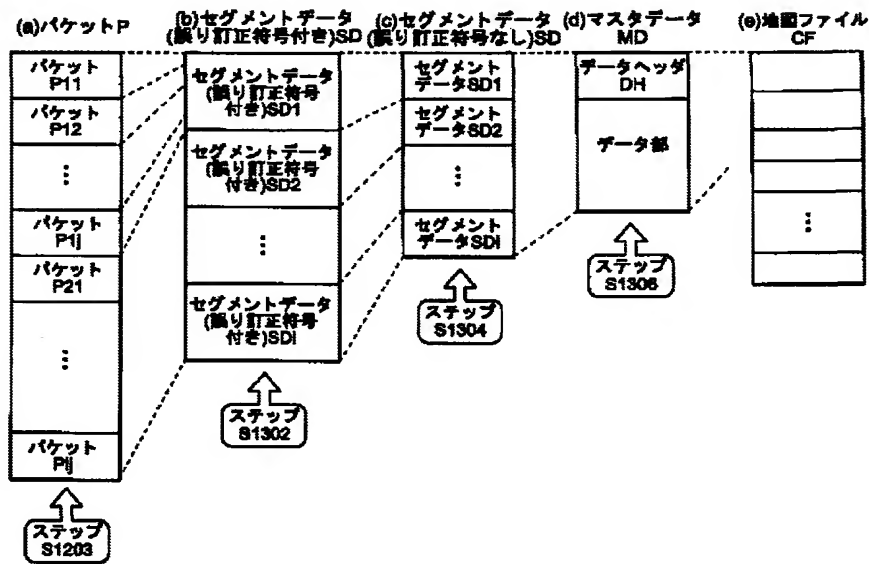 (a)パケットP
パケット
P11
パケット
P12
⋮
パケット
P1j
パケット
P21
⋮
パケット
Pij
ステップ
S1203
(b)セグメントデータ
(誤り訂正符号付き)SD
セグメントデータ
(誤り訂正符号
付き)SD1
セグメントデータ
(誤り訂正符号
付き)SD2
⋮
セグメントデータ
(誤り訂正符号
付き)SDi
ステップ
S1302
(c)セグメントデータ
(誤り訂正符号なし)SD
セグメント
データSD1
セグメント
データSD2
⋮
セグメント
データSDi
ステップ
S1304
(d)マスタデータ
MD
データヘッダ
DH
データ部
ステップ
S1306
(e)地図ファイル
CF
⋮